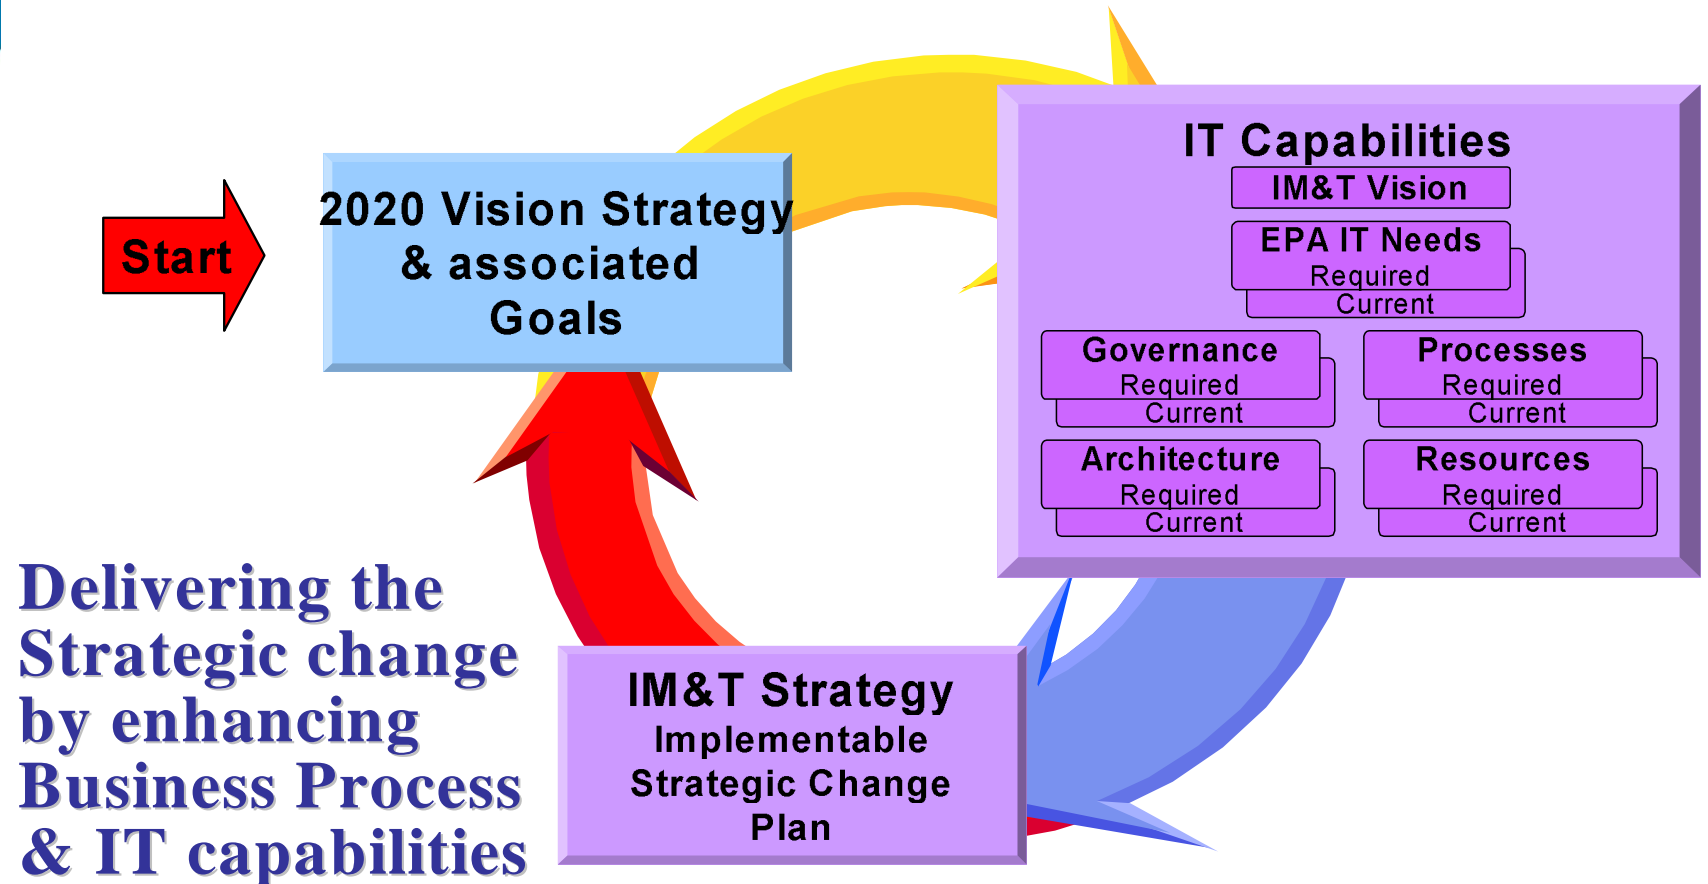 Start
2020 Vision Strategy
& associated
Goals
IT Capabilities
IM&T Vision
EPA IT Needs
Required
Current
Governance
Required
Current
Processes
Required
Current
Architecture
Required
Current
Resources
Required
Current
IM&T Strategy
Implementable
Strategic Change
Plan
Delivering the
Strategic change
by enhancing
Business Process
& IT capabilities